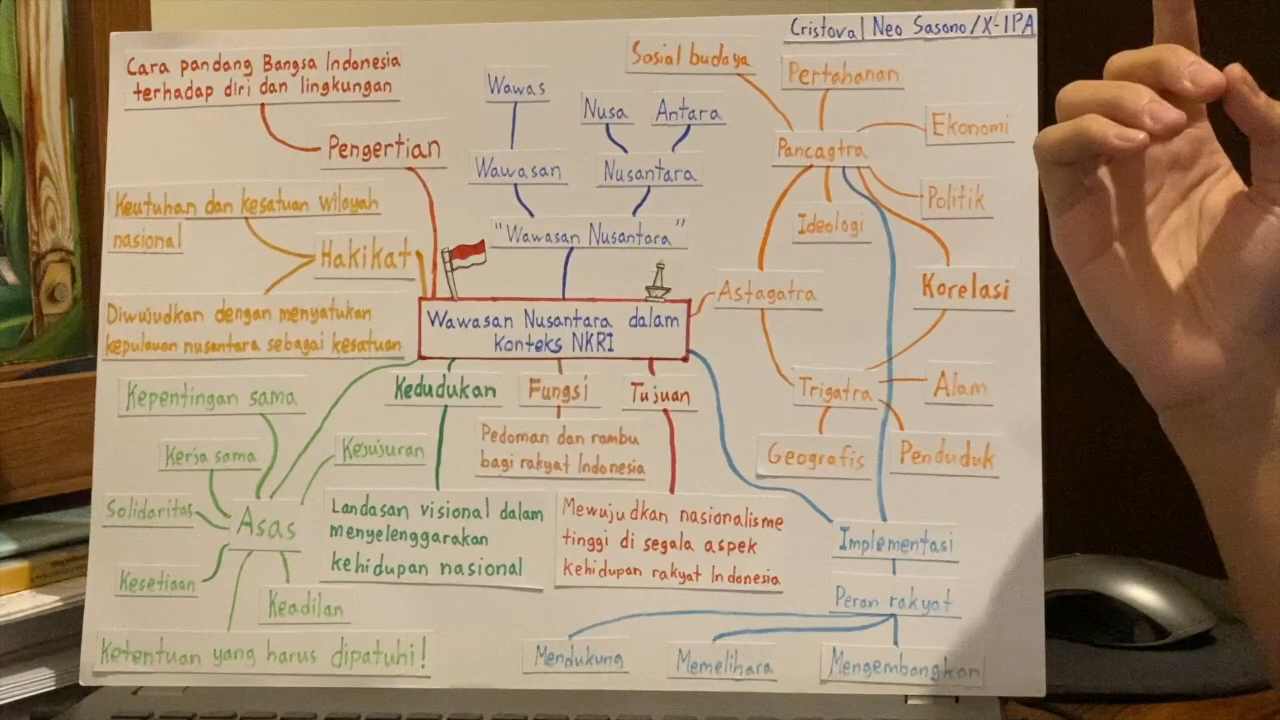 Cristoval Neo Sasono/X-IPA
Cara pandang Bangsa Indonesia
terhadap diri dan lingkungan
Pengertian
Keutuhan dan kesatuan wilayah
nasional
Hakikat
Diwujudkan dengan menyatukan
kepulauan nusantara sebagai kesatuan
Wawas
Nusa
Antara
Wawasan
Nusantara
"Wawasan Nusantara"
Wawasan Nusantara dalam
Konteks NKRI
Sosial budaya
Pertahanan
Ekonomi
Pancagtra
Politik
Ideologi
Astagatra
Korelasi
Trigatra
Alam
Geografis
Penduduk
Kedudukan
Landasan visional dalam
menyelenggarakan
kehidupan nasional
Fungsi
Pedoman dan rambu
bagi rakyat Indonesia
Tujuan
Mewujudkan nasionalisme
tinggi di segala aspek
kehidupan rakyat Indonesia
Kepentingan sama
Kerja sama
Kejujuran
Solidaritas
Asas
Kesetiaan
Keadilan
Ketentuan yang harus dipatuhi!
Implementasi
Peran rakyat
Mendukung
Memelihara
Mengembangkan